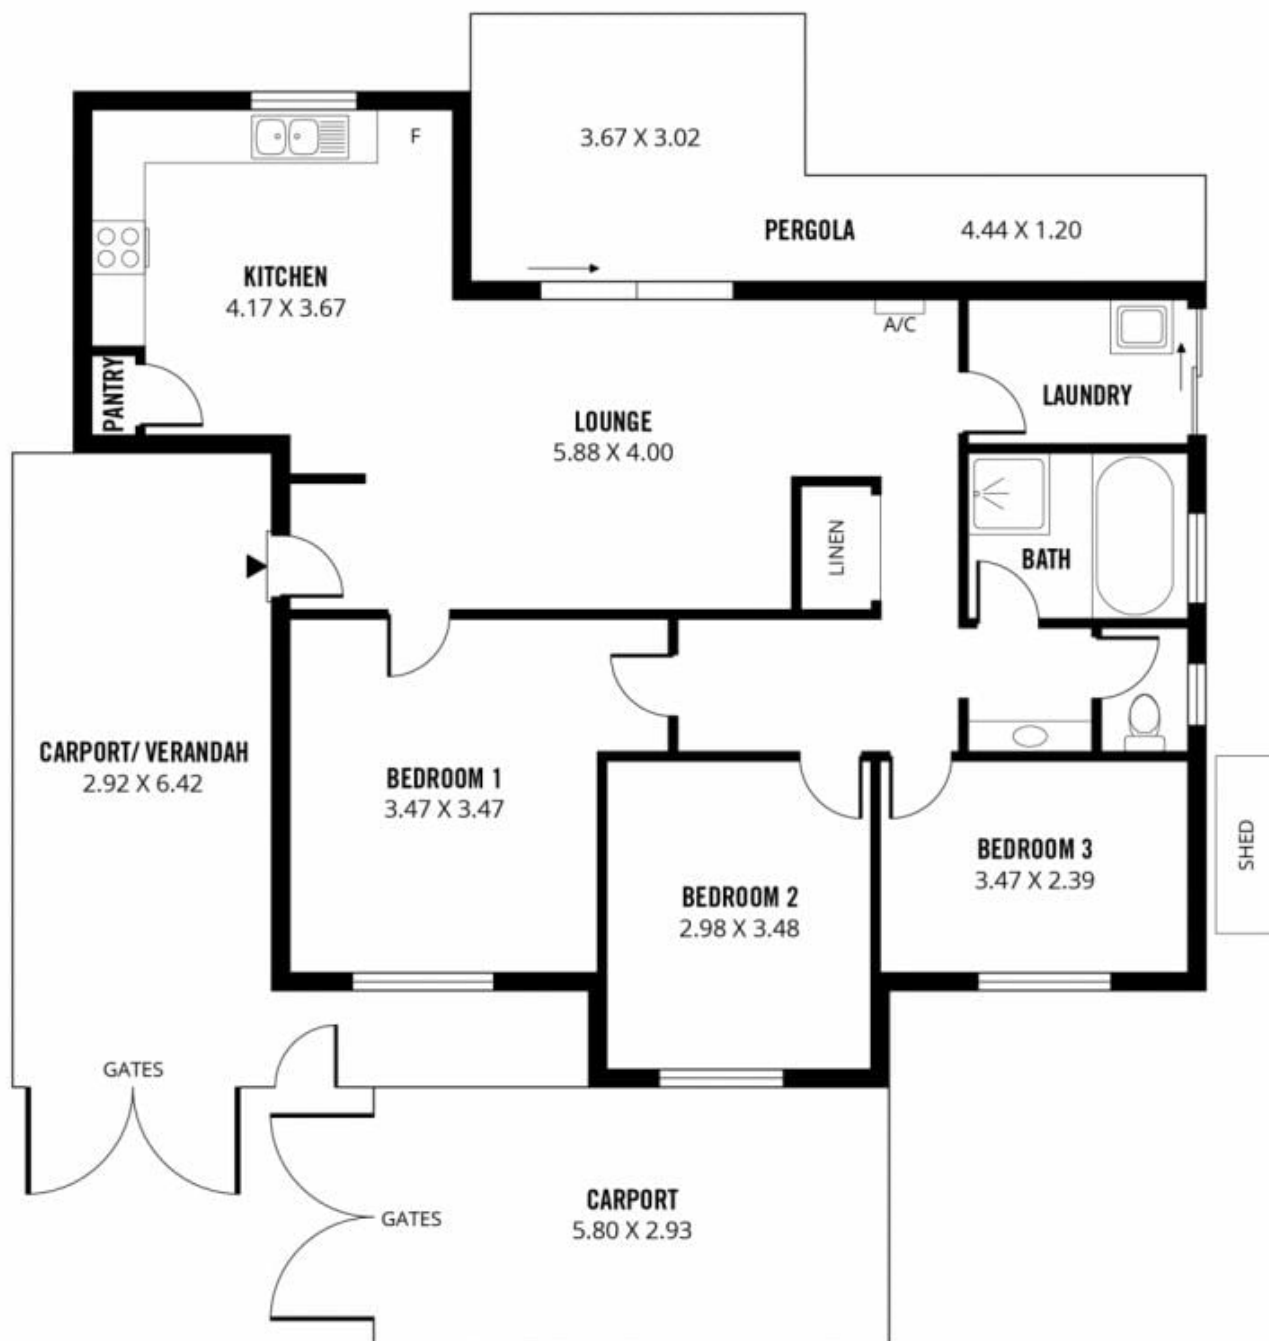 3.67 X 3.02
F
PERGOLA
4.44 X 1.20
KITCHEN
4.17 X 3.67
A/C
PANTRY
LAUNDRY
LOUNGE
5.88 X 4.00
LINEN
BATH
CARPORT/ VERANDAH
2.92 X 6.42
BEDROOM 1
3.47 X 3.47
BEDROOM 2
2.98 X 3.48
BEDROOM 3
3.47 X 2.39
SHED
GATES
GATES
CARPORT
5.80 X 2.93